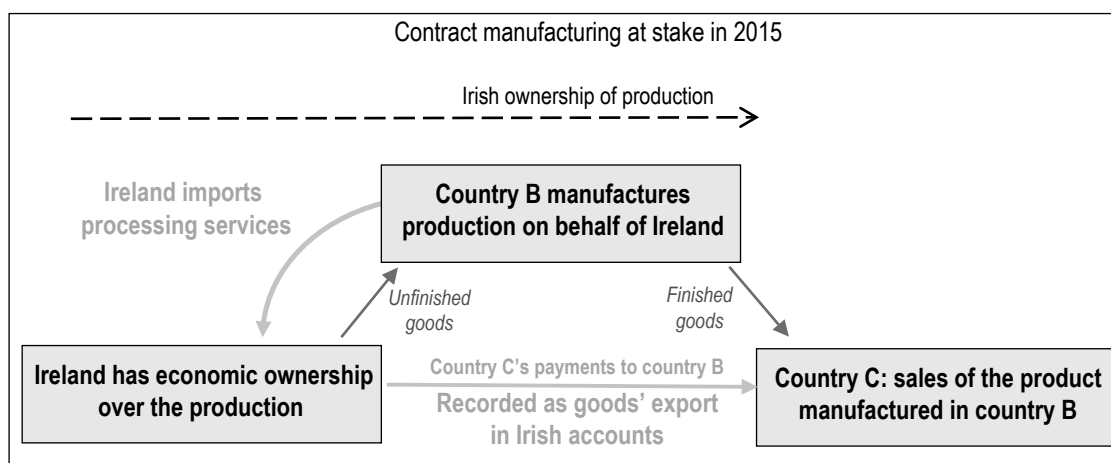 Contract manufacturing at stake in 2015
Irish ownership of production
Ireland imports
processing services
Country B manufactures
production on behalf of Ireland
Unfinished
goods
Finished
goods
Ireland has economic ownership
over the production
Country C’s payments to country B
Recorded as goods’ export
in Irish accounts
Country C: sales of the product
manufactured in country B